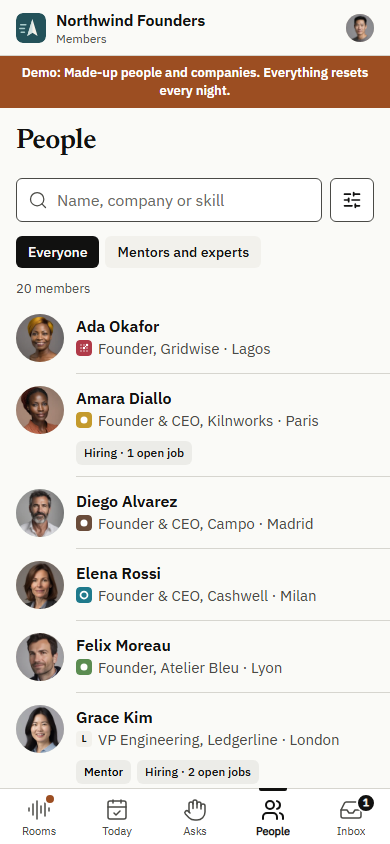 Northwind Founders
Members
Demo: Made-up people and companies. Everything resets
every night.
People
Name, company or skill
Everyone
Mentors and experts
20 members
Ada Okafor
Founder, Gridwise · Lagos
Amara Diallo
Founder & CEO, Kilnworks · Paris
Hiring · 1 open job
Diego Alvarez
Founder & CEO, Campo · Madrid
Elena Rossi
Founder & CEO, Cashwell · Milan
Felix Moreau
Founder, Atelier Bleu · Lyon
Grace Kim
L VP Engineering, Ledgerline · London
Mentor
Hiring · 2 open jobs
1
Rooms
Today
Asks
People
Inbox